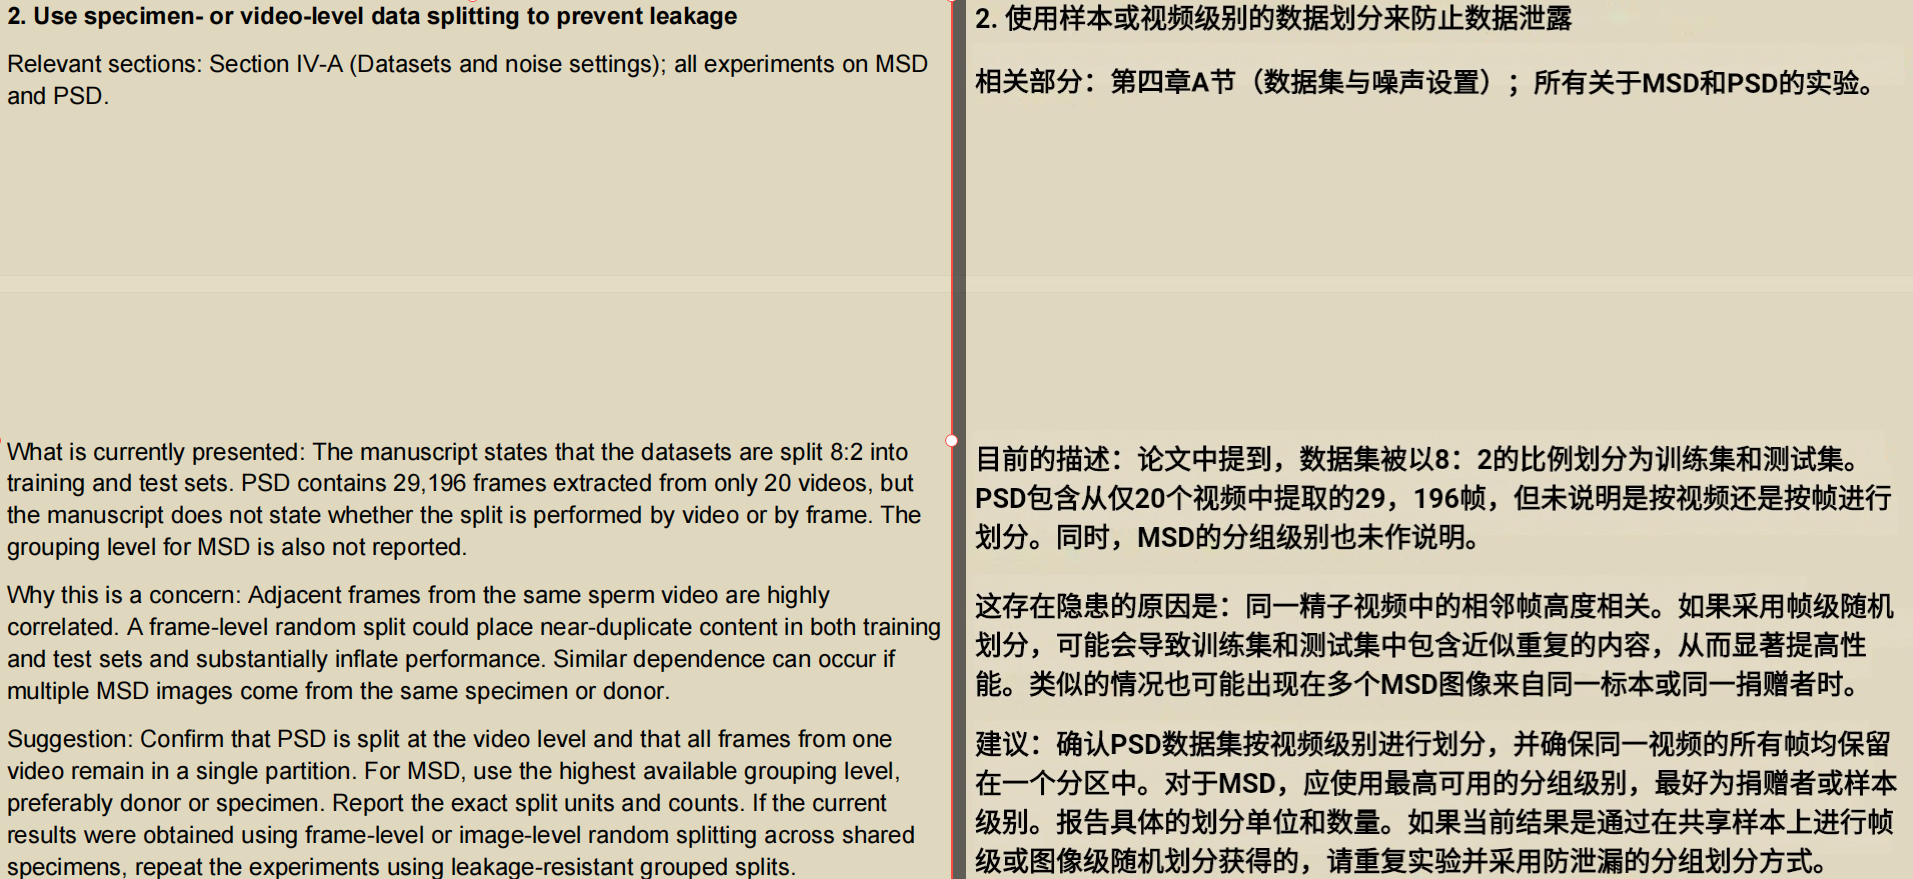 2. Use specimen- or video-level data splitting to prevent leakage
Relevant sections: Section IV-A (Datasets and noise settings); all experiments on MSD
and PSD.
What is currently presented: The manuscript states that the datasets are split 8:2 into
training and test sets. PSD contains 29,196 frames extracted from only 20 videos, but
the manuscript does not state whether the split is performed by video or by frame. The
grouping level for MSD is also not reported.
Why this is a concern: Adjacent frames from the same sperm video are highly
correlated. A frame-level random split could place near-duplicate content in both training
and test sets and substantially inflate performance. Similar dependence can occur if
multiple MSD images come from the same specimen or donor.
Suggestion: Confirm that PSD is split at the video level and that all frames from one
video remain in a single partition. For MSD, use the highest available grouping level,
preferably donor or specimen. Report the exact split units and counts. If the current
results were obtained using frame-level or image-level random splitting across shared
specimens, repeat the experiments using leakage-resistant grouped splits.
2. 使用样本或视频级别的数据划分来防止数据泄露
相关部分：第四章A节（数据集与噪声设置）；所有关于MSD和PSD的实验。
目前的描述：论文中提到，数据集被以8：2的比例划分为训练集和测试集。
PSD包含从仅20个视频中提取的29，196帧，但未说明是按视频还是按帧进行
划分。同时，MSD的分组级别也未作说明。
这存在隐患的原因是：同一精子视频中的相邻帧高度相关。如果采用帧级随机
划分，可能会导致训练集和测试集中包含近似重复的内容，从而显著提高性
能。类似的情况也可能出现在多个MSD图像来自同一标本或同一捐赠者时。
建议：确认PSD数据集按视频级别进行划分，并确保同一视频的所有帧均保留
在一个分区中。对于MSD，应使用最高可用的分组级别，最好为捐赠者或样本
级别。报告具体的划分单位和数量。如果当前结果是通过在共享样本上进行帧
级或图像级随机划分获得的，请重复实验并采用防泄漏的分组划分方式。